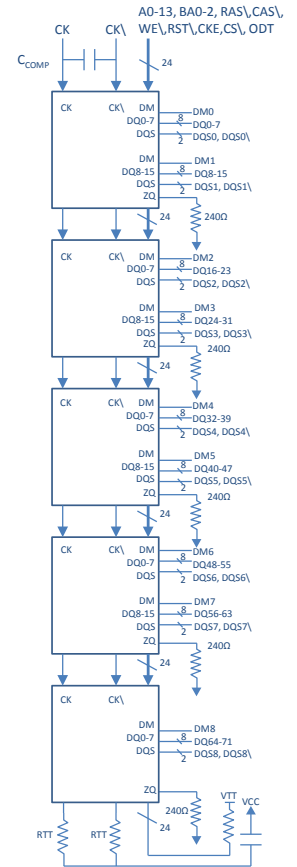 A0-13, BA0-2, RAS\,CAS\,
CK CK\ WE\,RST\,CKE,CS\, ODT
CCOMP
24
CK CK\ DM DM0
DQ0-7 8 DQ0-7
DQS 2 DQS0, DQS0\
DM DM1
DQ8-15 8 DQ8-15
DQS 2 DQS1, DQS1\
ZQ
24 240Ω
CK CK\ DM DM2
DQ0-7 8 DQ16-23
DQS 2 DQS2, DQS2\
DM DM3
DQ8-15 8 DQ24-31
DQS 2 DQS3, DQS3\
ZQ 240Ω
24
CK CK\ DM DM4
DQ0-7 8 DQ32-39
DQS 2 DQS4, DQS4\
DM DM5
DQ8-15 8 DQ40-47
DQS 2 DQS5, DQS5\
ZQ 240Ω
24
CK CK\ DM DM6
DQ0-7 8 DQ48-55
DQS 2 DQS6, DQS6\
DM DM7
DQ8-15 8 DQ56-63
DQS 2 DQS7, DQS7\
ZQ 240Ω
24
CK CK\
DM DM8
DQ0-7 8 DQ64-71
DQS 2 DQS8, DQS8\
ZQ VTT
240Ω VCC
RTT RTT 24